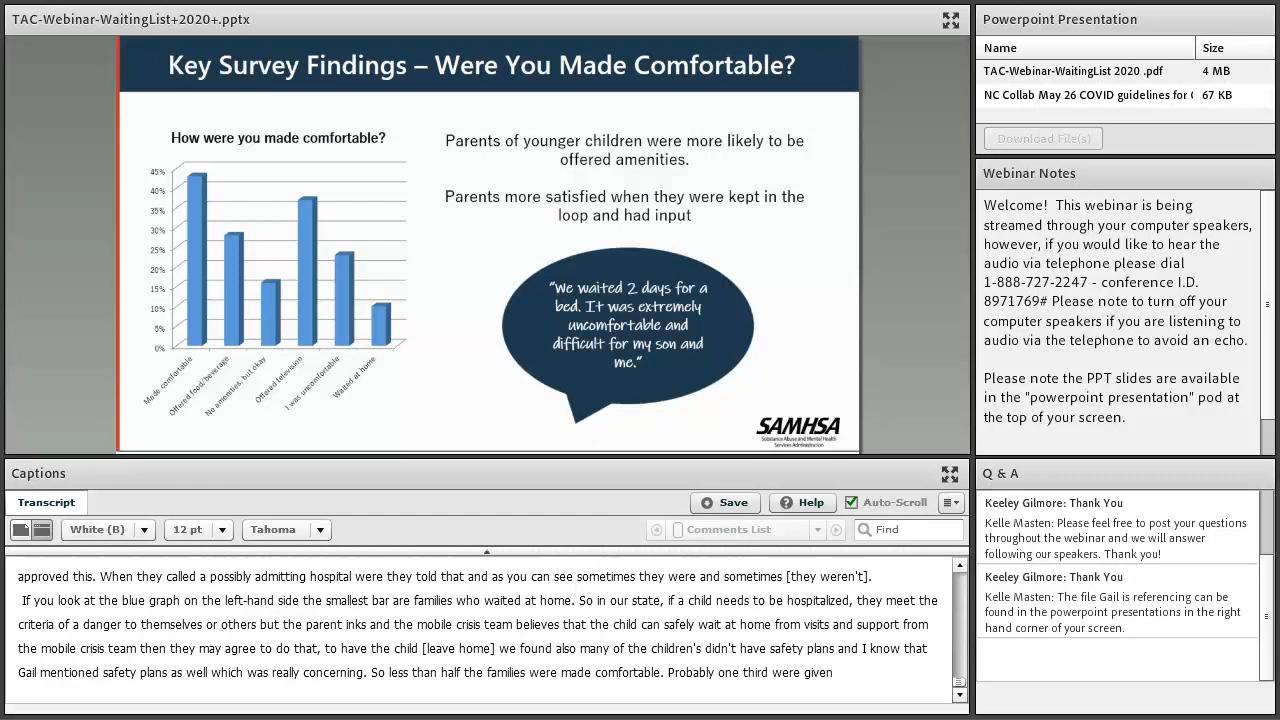 TAC-Webinar-WaitingList+2020+.pptx
Key Survey Findings – Were You Made Comfortable?
How were you made comfortable?
45%
40%
35%
30%
25%
20%
15%
10%
5%
0%
Made comfortable
Offered food/beverage
No amenities, but okay
Offered television
I was uncomfortable
Waited at home
Parents of younger children were more likely to be
offered amenities.
Parents more satisfied when they were kept in the
loop and had input
“We waited 2 days for a
bed. It was extremely
uncomfortable and
difficult for my son and
me.”
SAMHSA
Substance Abuse and Mental Health
Services Administration
Powerpoint Presentation
Name Size
TAC-Webinar-WaitingList 2020 .pdf 4 MB
NC Collab May 26 COVID guidelines for 67 KB
Download File(s)
Webinar Notes
Welcome! This webinar is being
streamed through your computer speakers,
however, if you would like to hear the
audio via telephone please dial
1-888-727-2247 - conference I.D.
8971769# Please note to turn off your
computer speakers if you are listening to
audio via the telephone to avoid an echo.
Please note the PPT slides are available
in the "powerpoint presentation" pod at
the top of your screen.
Captions
Transcript
Save
Help
Auto-Scroll
White (B)
12 pt
Tahoma
Comments List
Find
approved this. When they called a possibly admitting hospital were they told that and as you can see sometimes they were and sometimes [they weren't].
If you look at the blue graph on the left-hand side the smallest bar are families who waited at home. So in our state, if a child needs to be hospitalized, they meet the
criteria of a danger to themselves or others but the parent inks and the mobile crisis team believes that the child can safely wait at home from visits and support from
the mobile crisis team then they may agree to do that, to have the child [leave home] we found also many of the children's didn't have safety plans and I know that
Gail mentioned safety plans as well which was really concerning. So less than half the families were made comfortable. Probably one third were given
Q & A
Keeley Gilmore: Thank You
Kelle Masten: Please feel free to post your questions
throughout the webinar and we will answer
following our speakers. Thank you!
Keeley Gilmore: Thank You
Kelle Masten: The file Gail is referencing can be
found in the powerpoint presentations in the right
hand corner of your screen.